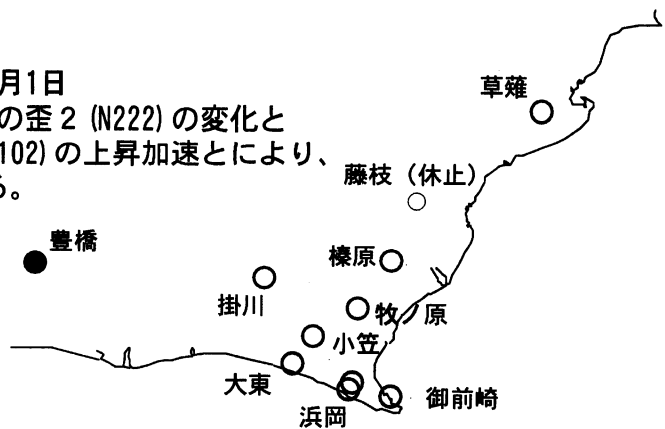 月1日
の歪2(N222)の変化と
102)の上昇加速とにより、
る。
草薙
藤枝(休止)
豊橋
榛原
掛川
牧ノ原
小笠
大東
浜岡
御前崎